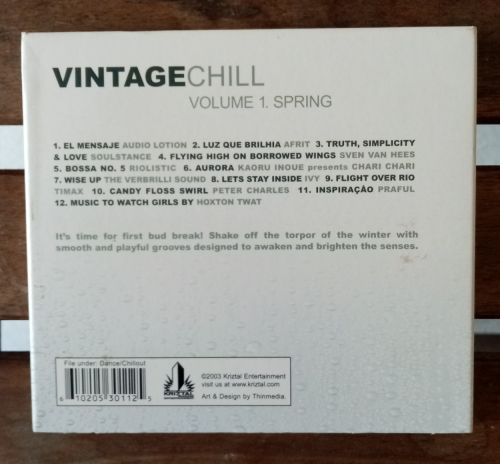 VINTAGECHILL
VOLUME 1. SPRING
1. EL MENSAJE AUDIO LOTION 2. LUZ QUE BRILHIA AFRIT 3. TRUTH, SIMPLICITY
& LOVE SOULSTANCE 4. FLYING HIGH ON BORROWED WINGS SVEN VAN HEES
5. BOSSA NO. 5 RIOLISTIC 6. AURORA KAORU INOUE presents CHARI CHARI
7. WISE UP THE VERBRILLI SOUND 8. LETS STAY INSIDE IVY 9. FLIGHT OVER RIO
TIMAX 10. CANDY FLOSS SWIRL PETER CHARLES 11. INSPIRAÇÃO PRAFUL
12. MUSIC TO WATCH GIRLS BY HOXTON TWAT
It's time for first bud break! Shake off the torpor of the winter with
smooth and playful grooves designed to awaken and brighten the senses.
File under: Dance/Chillout
6 10205 30112 5
KRIZTAL
©2003 Kriztal Entertainment
visit us at www.kriztal.com
Art & Design by Thinmedia.